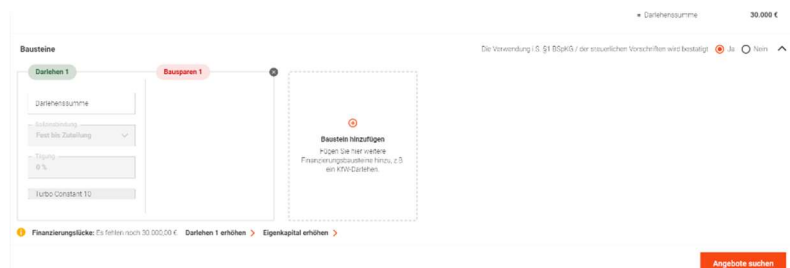 Darlehenssumme 30.000 €
Bausteine
Die Verwendung i.S. §1 BSpKG / der steuerlichen Vorschriften wird bestätigt Ja Nein
Darlehen 1
Bausparen 1
Darlehenssumme
Sollzinsbindung
Fest bis Zuteilung
Tilgung
0 %
Turbo Constant 10
Baustein hinzufügen
Fügen Sie hier weitere
Finanzierungsbausteine hinzu, z.B.
ein KfW-Darlehen.
Finanzierungslücke: Es fehlen noch 30.000,00 € Darlehen 1 erhöhen Eigenkapital erhöhen
Angebote suchen